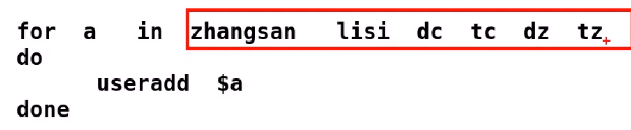 for a in zhangsan lisi dc tc dz tz
do
useradd $a
done